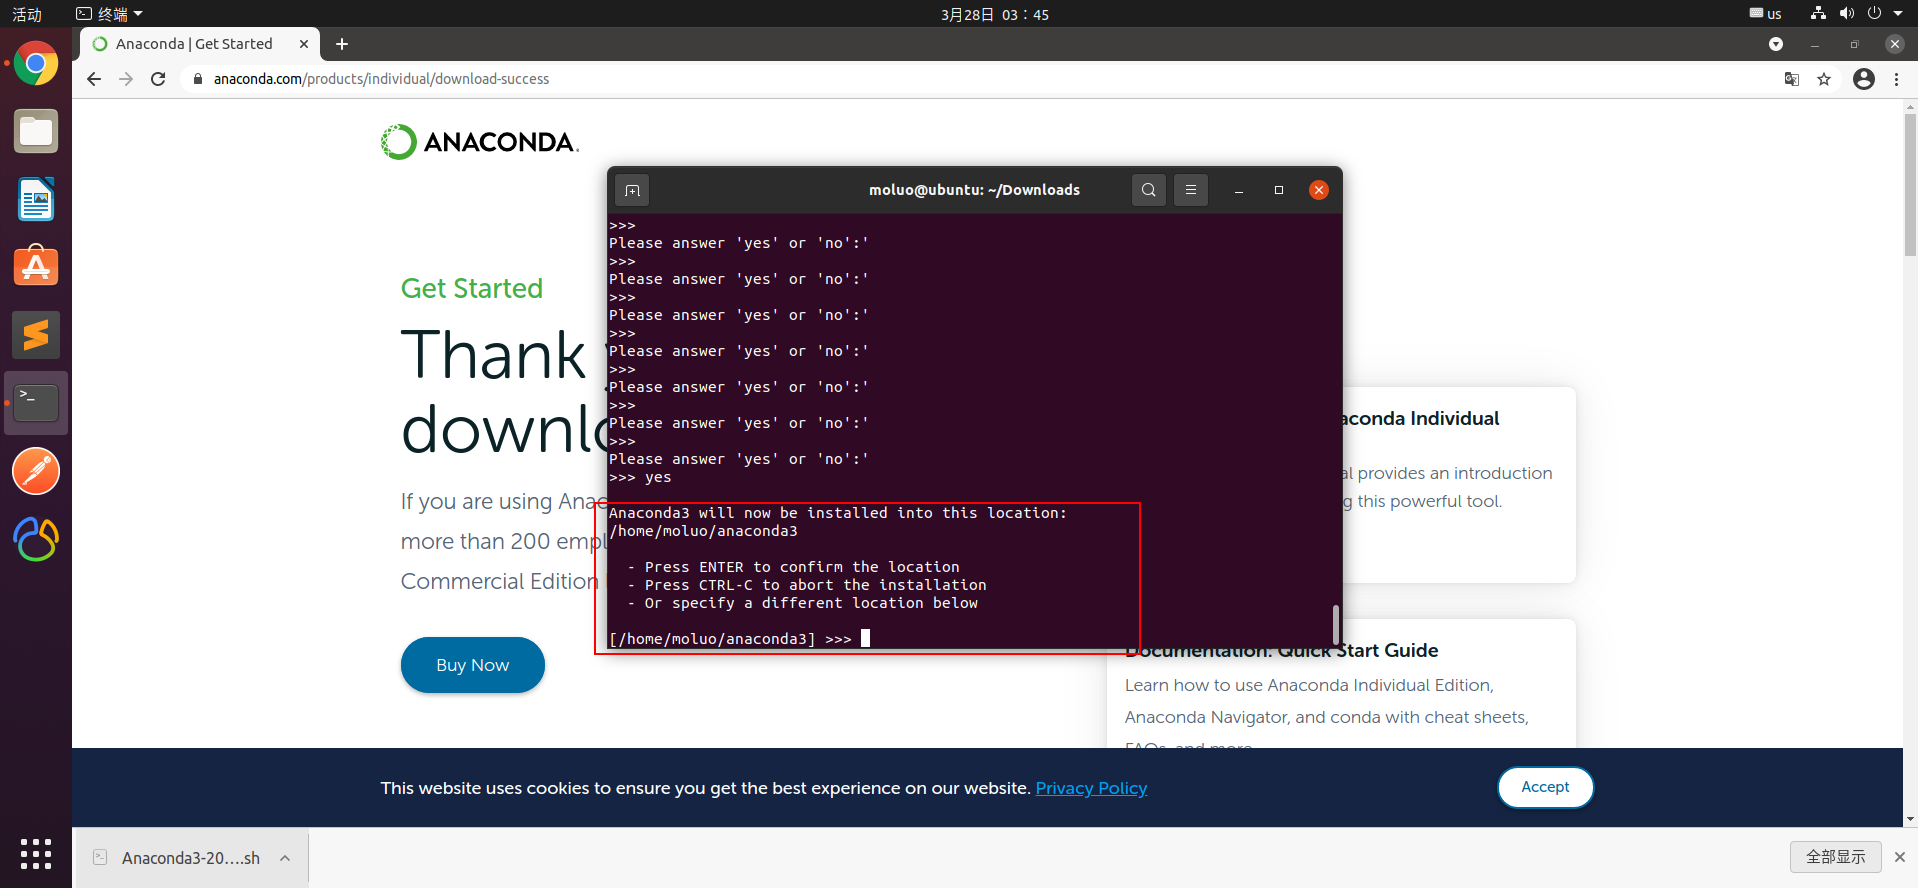 活动
终端
3月28日 03：45
us
Anaconda | Get Started
anaconda.com/products/individual/download-success
ANACONDA.
Get Started
Thank
downlo
If you are using Anac
more than 200 empl
Commercial Edition
Buy Now
moluo@ubuntu: ~/Downloads
>>>
Please answer 'yes' or 'no':'
>>>
Please answer 'yes' or 'no':'
>>>
Please answer 'yes' or 'no':'
>>>
Please answer 'yes' or 'no':'
>>>
Please answer 'yes' or 'no':'
>>>
Please answer 'yes' or 'no':'
>>>
Please answer 'yes' or 'no':'
>>> yes
Anaconda3 will now be installed into this location:
/home/moluo/anaconda3
- Press ENTER to confirm the location
- Press CTRL-C to abort the installation
- Or specify a different location below
[/home/moluo/anaconda3] >>>
aconda Individual
al provides an introduction
g this powerful tool.
Documentation: Quick Start Guide
Learn how to use Anaconda Individual Edition,
Anaconda Navigator, and conda with cheat sheets,
FAQs, and more
This website uses cookies to ensure you get the best experience on our website. Privacy Policy
Accept
Anaconda3-20....sh
全部显示